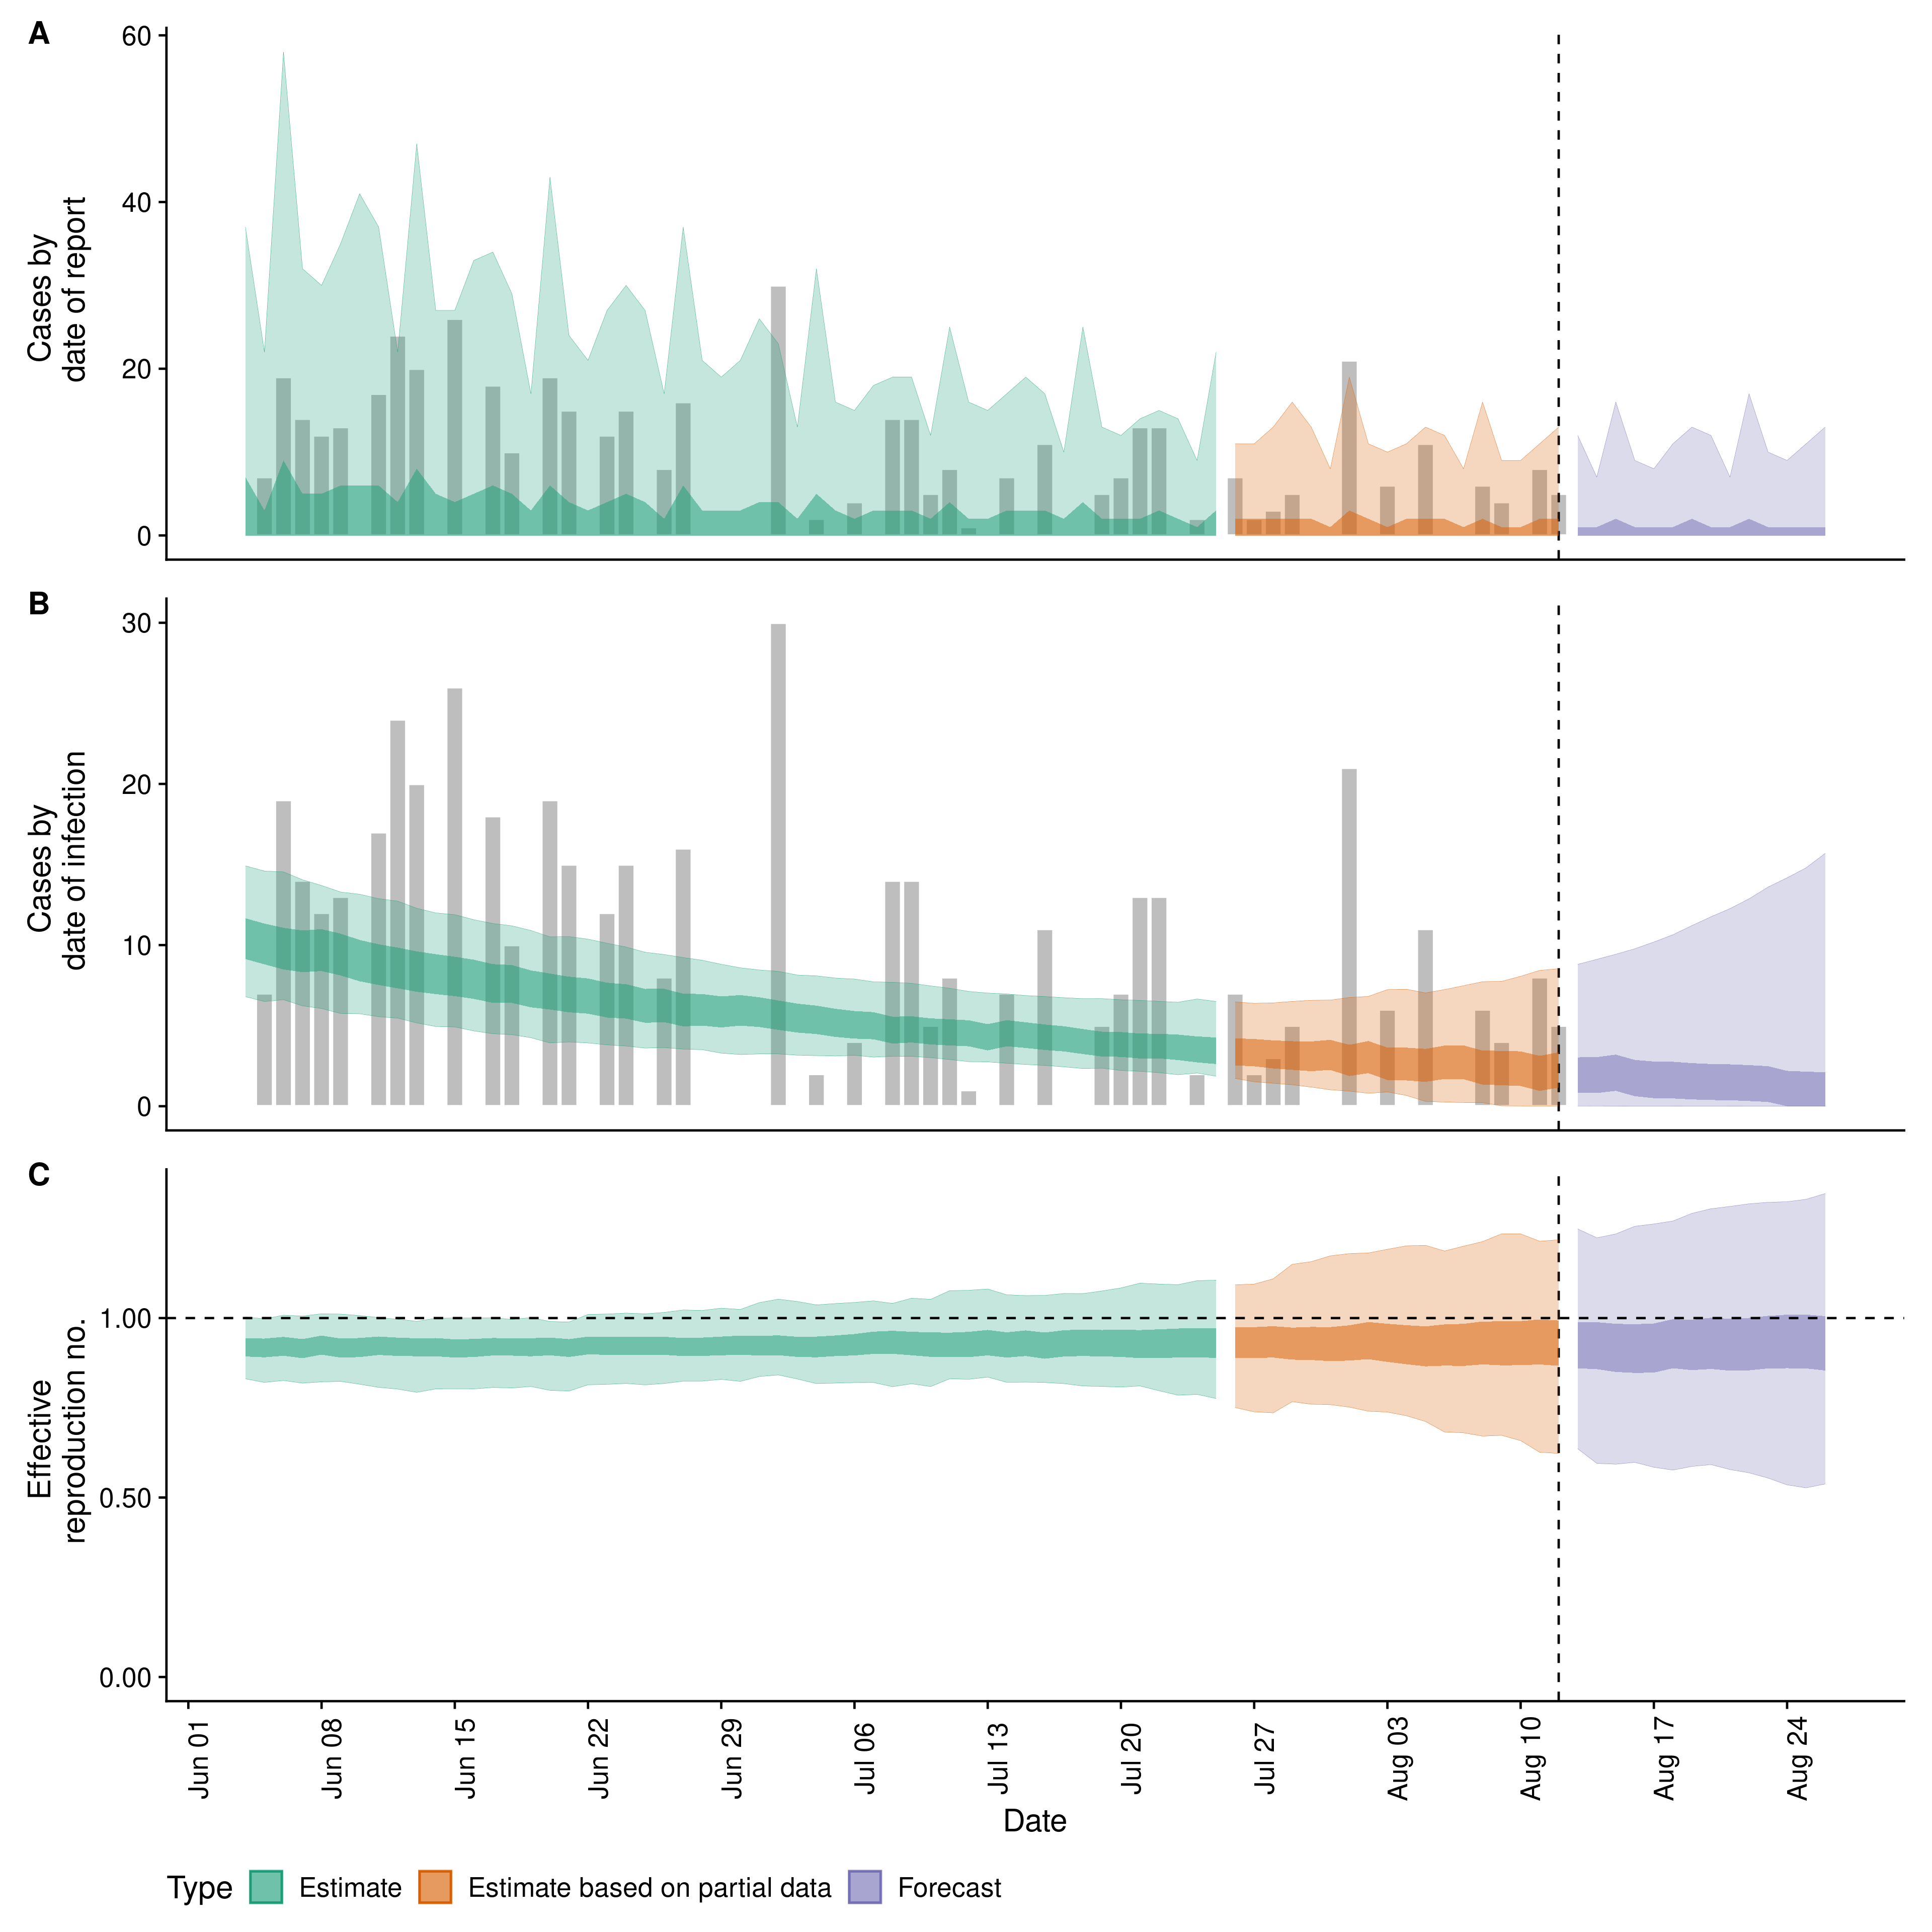 A
Cases by
date of report
60
40
20
0
B
Cases by
date of infection
30
20
10
0
C
Effective
reproduction no.
1.00
0.50
0.00
Jun 01
Jun 08
Jun 15
Jun 22
Jun 29
Jul 06
Jul 13
Jul 20
Jul 27
Aug 03
Aug 10
Aug 17
Aug 24
Date
Type Estimate Estimate based on partial data Forecast